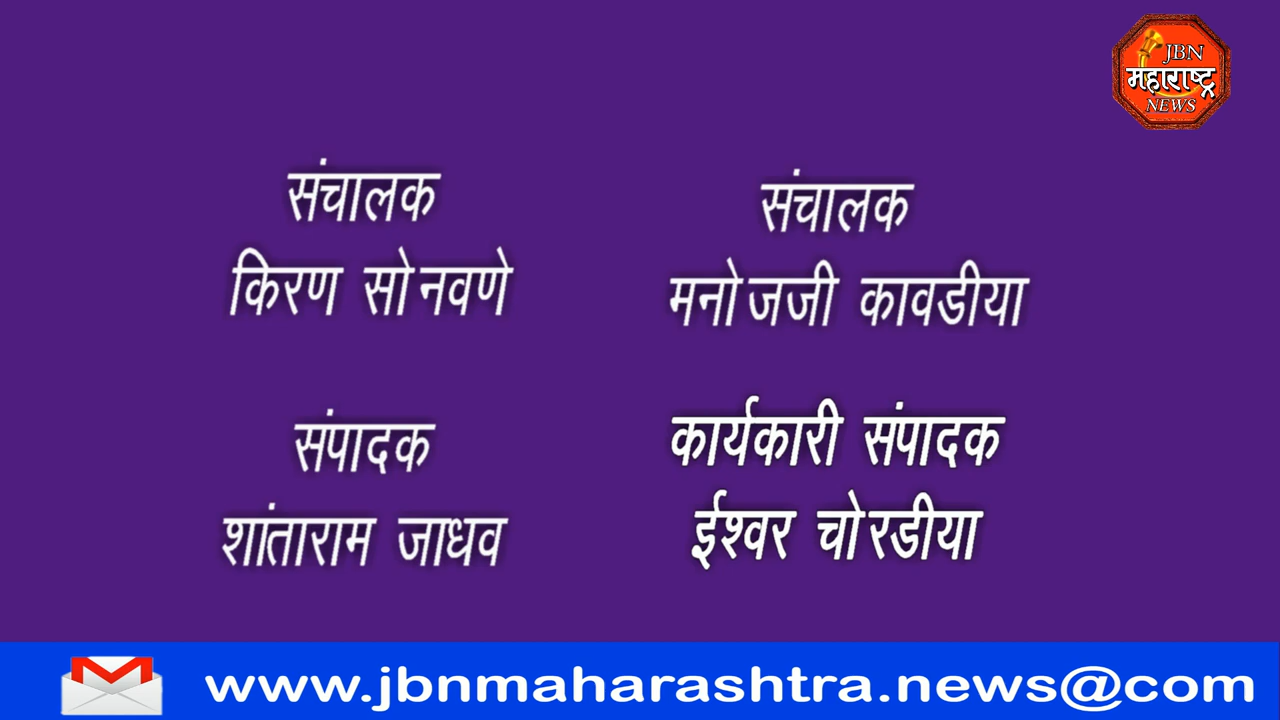 JBN
महाराष्ट्र
NEWS
संचालक
किरण सोनवणे
संचालक
मनोजजी कावडीया
संपादक
शांताराम जाधव
कार्यकारी संपादक
ईश्वर चोरडीया
www.jbnmaharashtra.news@com